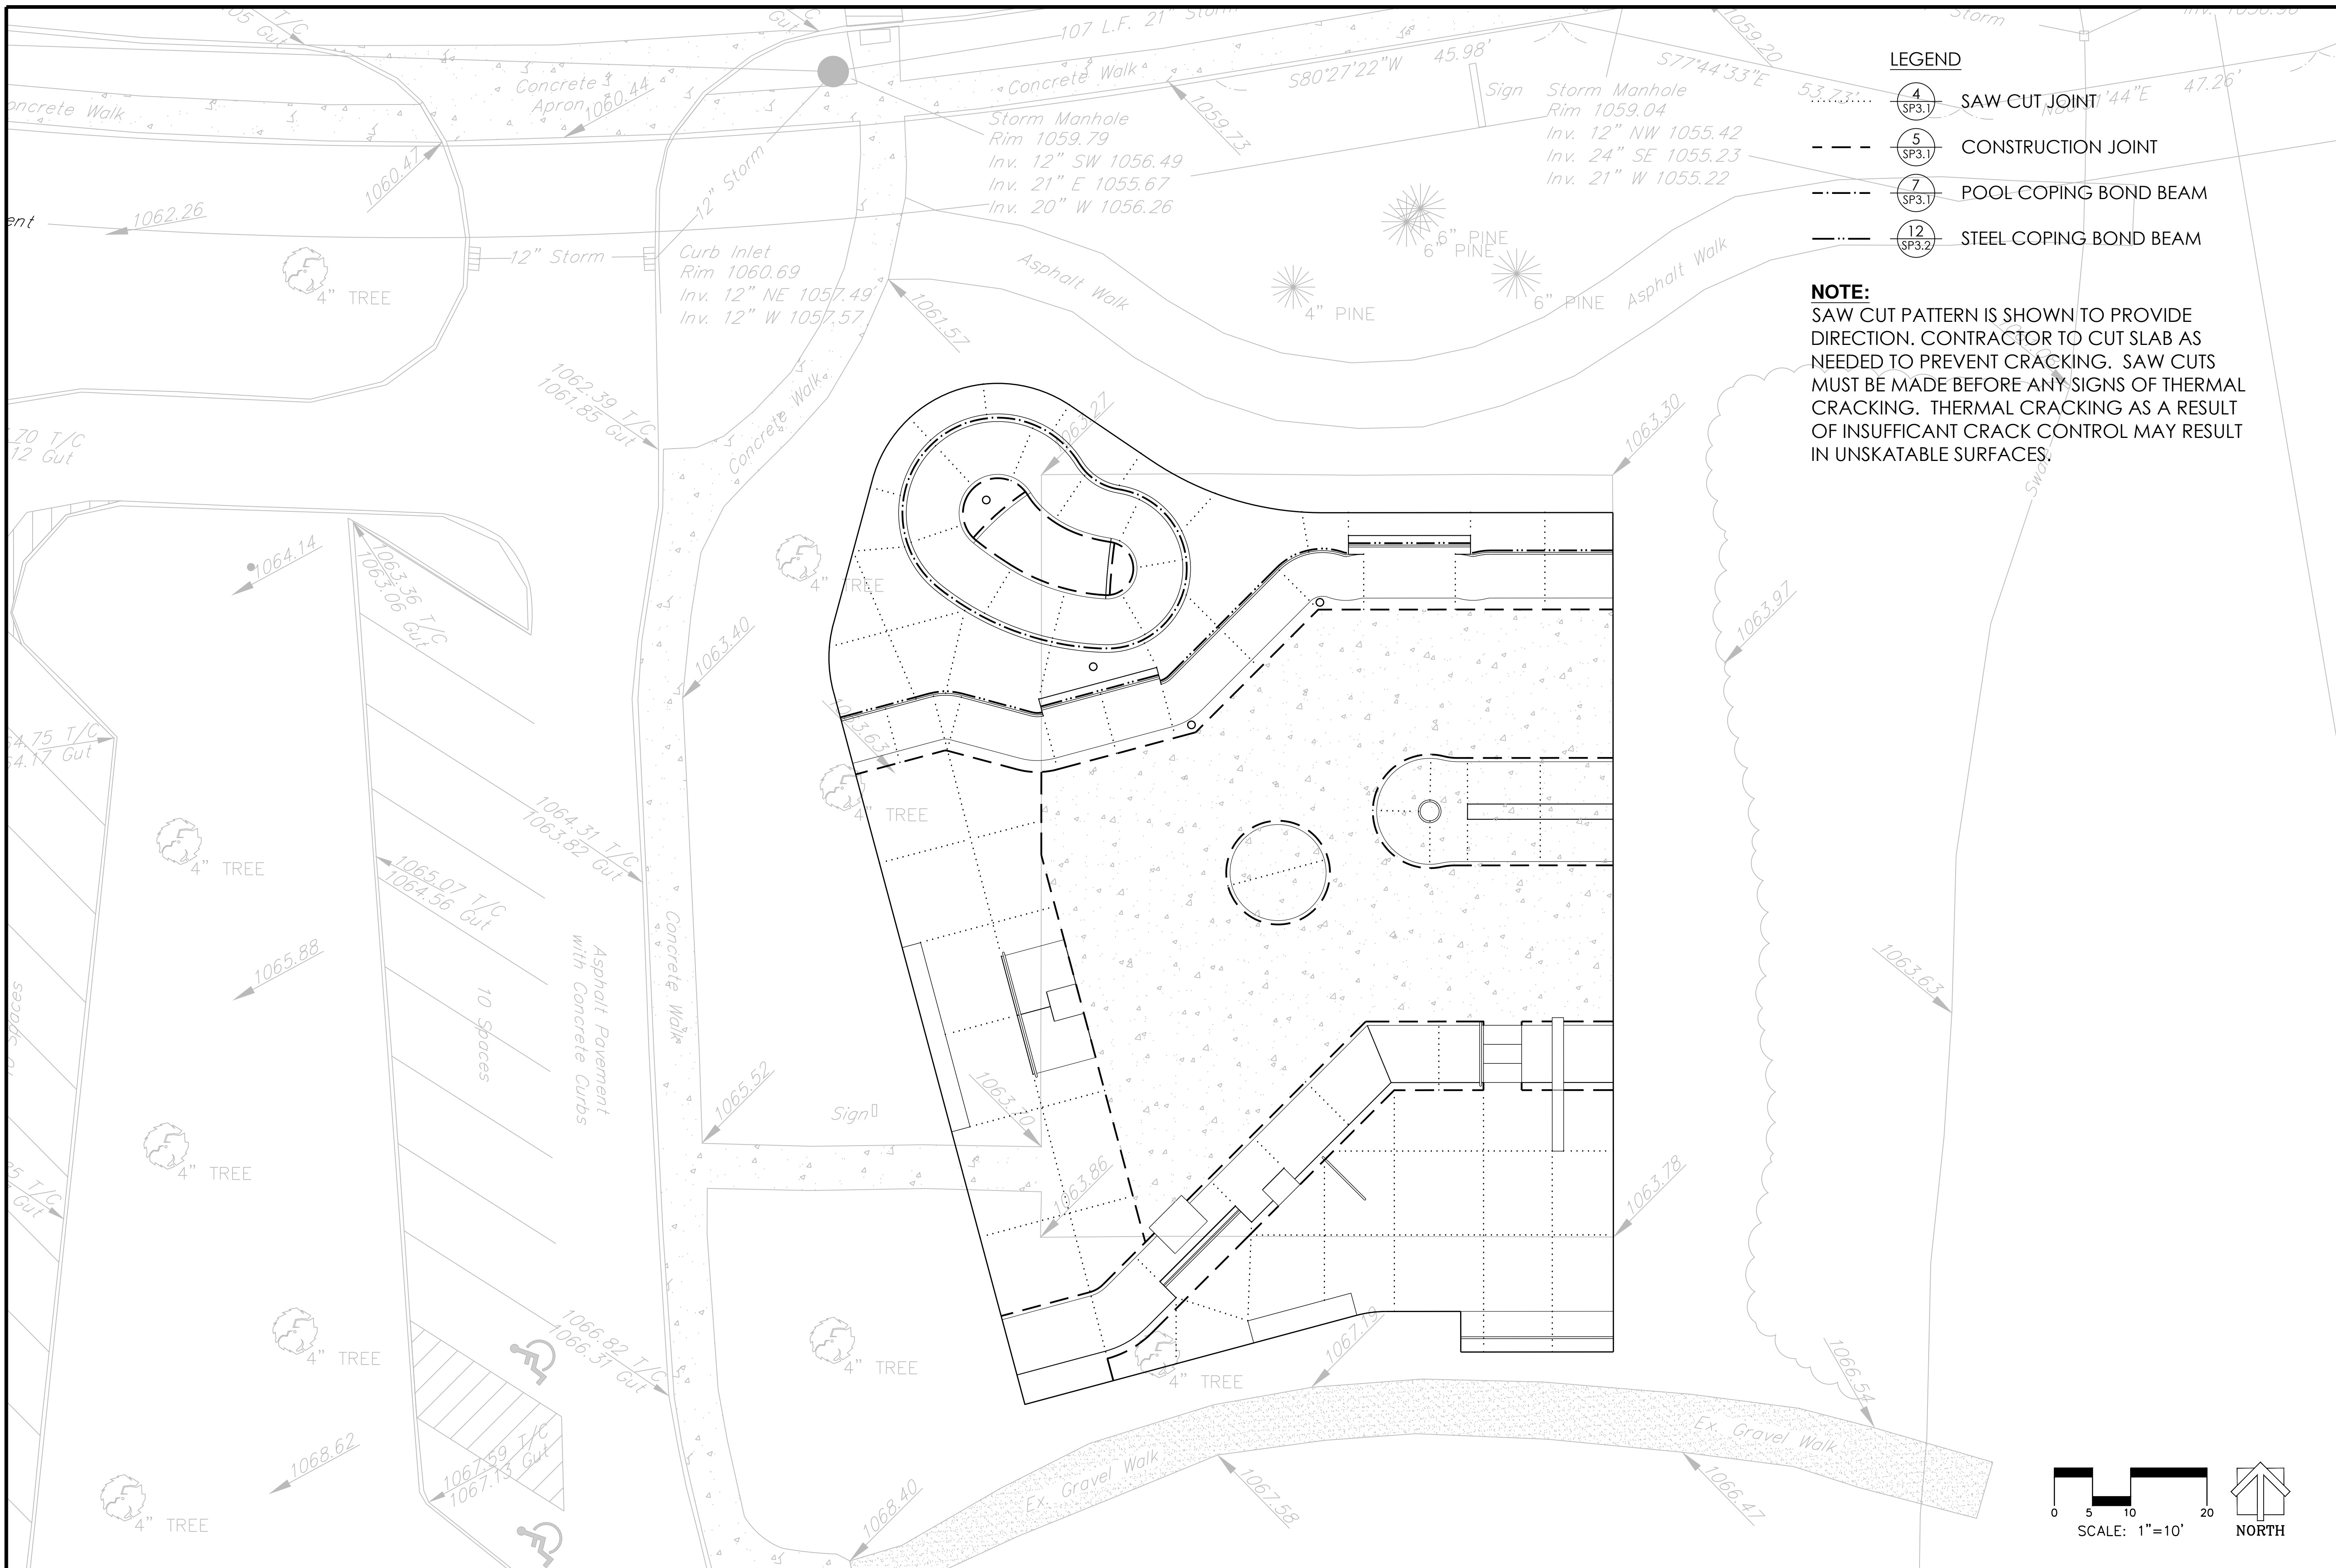 107 L.F. 21" Storm
Storm
1059.20
LEGEND
4
SP3.1
SAW CUT JOINT
5
SP3.1
CONSTRUCTION JOINT
7
SP3.1
POOL COPING BOND BEAM
12
SP3.2
STEEL COPING BOND BEAM
NOTE:
SAW CUT PATTERN IS SHOWN TO PROVIDE
DIRECTION. CONTRACTOR TO CUT SLAB AS
NEEDED TO PREVENT CRACKING. SAW CUTS
MUST BE MADE BEFORE ANY SIGNS OF THERMAL
CRACKING. THERMAL CRACKING AS A RESULT
OF INSUFFICANT CRACK CONTROL MAY RESULT
IN UNSKATABLE SURFACES.
Gut
Concrete
Apron
1060.44
Concrete Walk
S80°27'22"W
45.98'
S77°44'33"E
53.73'
47.26'
Concrete Walk
1060.47
1062.26
12" Storm
Storm Manhole
Rim 1059.79
Inv. 12" SW 1056.49
Inv. 21" E 1055.67
Inv. 20" W 1056.26
1059.73
Sign
Storm Manhole
Rim 1059.04
Inv. 12" NW 1055.42
Inv. 24" SE 1055.23
Inv. 21" W 1055.22
4" TREE
12" Storm
Curb Inlet
Rim 1060.69
Inv. 12" NE 1057.49
Inv. 12" W 1057.57
1061.57
Asphalt Walk
6" PINE
6" PINE
4" PINE
6" PINE
Asphalt Walk
1062.39 T/C
1061.85 Gut
Concrete Walk
1063.27
1063.30
1064.14
1063.36 T/C
1063.06 Gut
4" TREE
1063.40
1063.97
1063.63
4" TREE
4" TREE
1064.31 T/C
1063.82 Gut
1065.07 T/C
1064.56 Gut
1065.88
10 Spaces
Asphalt Pavement
with Concrete Curbs
Concrete Walk
1065.52
Sign
1063.70
1063.86
1063.63
1063.78
4" TREE
4" TREE
1066.82 T/C
1066.31 Gut
4" TREE
4" TREE
1067.19
1066.54
1068.62
1067.59 T/C
1067.13 Gut
4" TREE
1068.40
Ex. Gravel Walk
1067.58
Ex. Gravel Walk
1066.47
0 5 10 20
SCALE: 1"=10'
NORTH